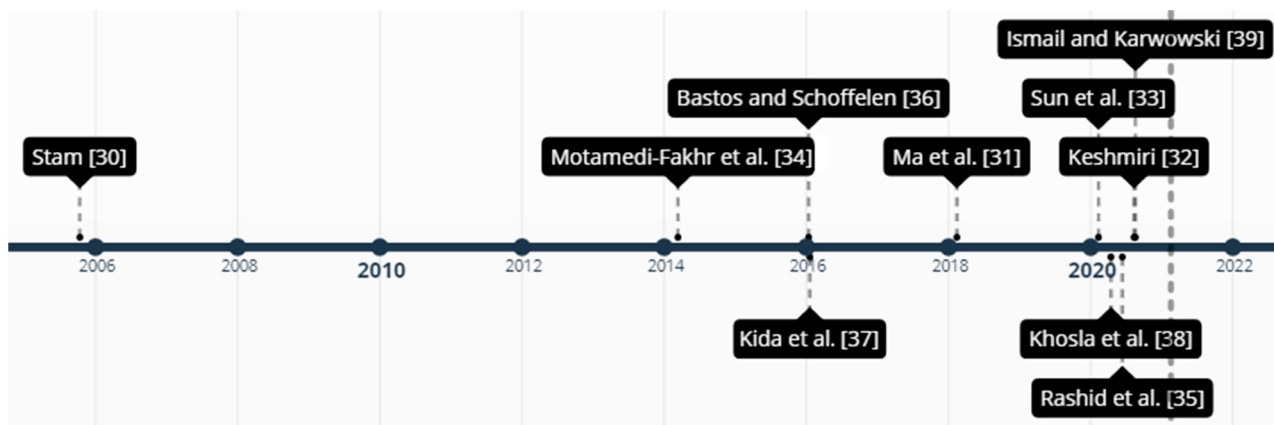 Ismail and Karwowski [39]
Bastos and Schoffelen [36]
Sun et al. [33]
Stam [30]
Motamedi-Fakhr et al. [34]
Ma et al. [31]
Keshmiri [32]
2006
2008
2010
2012
2014
2016
2018
2020
2022
Kida et al. [37]
Khosla et al. [38]
Rashid et al. [35]